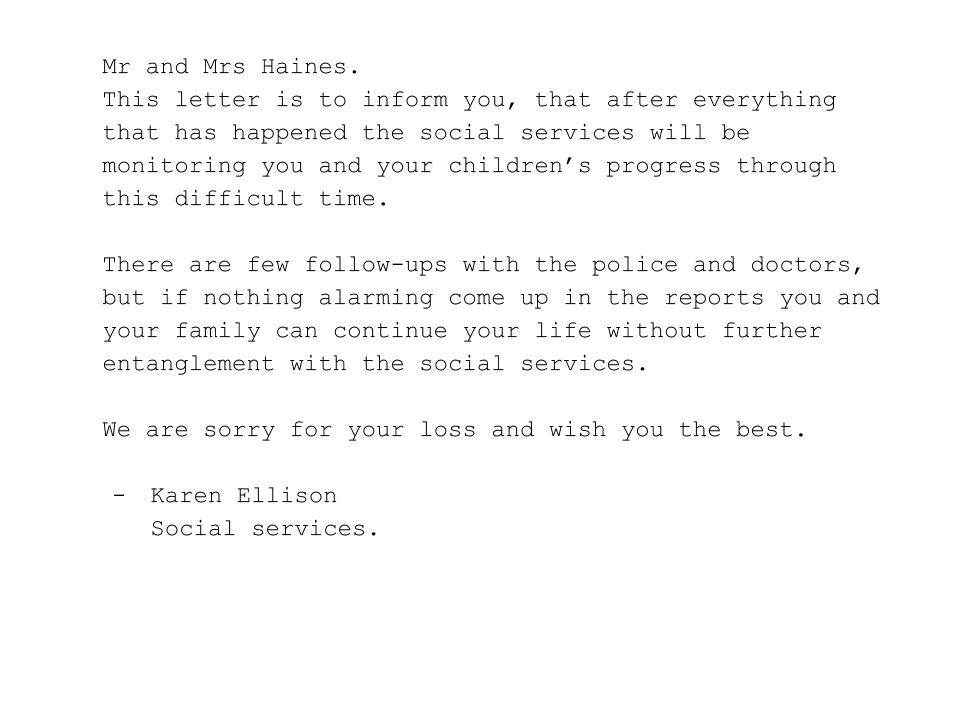 Mr and Mrs Haines.
This letter is to inform you, that after everything
that has happened the social services will be
monitoring you and your children’s progress through
this difficult time.
There are few follow-ups with the police and doctors,
but if nothing alarming come up in the reports you and
your family can continue your life without further
entanglement with the social services.
We are sorry for your loss and wish you the best.
- Karen Ellison
Social services.